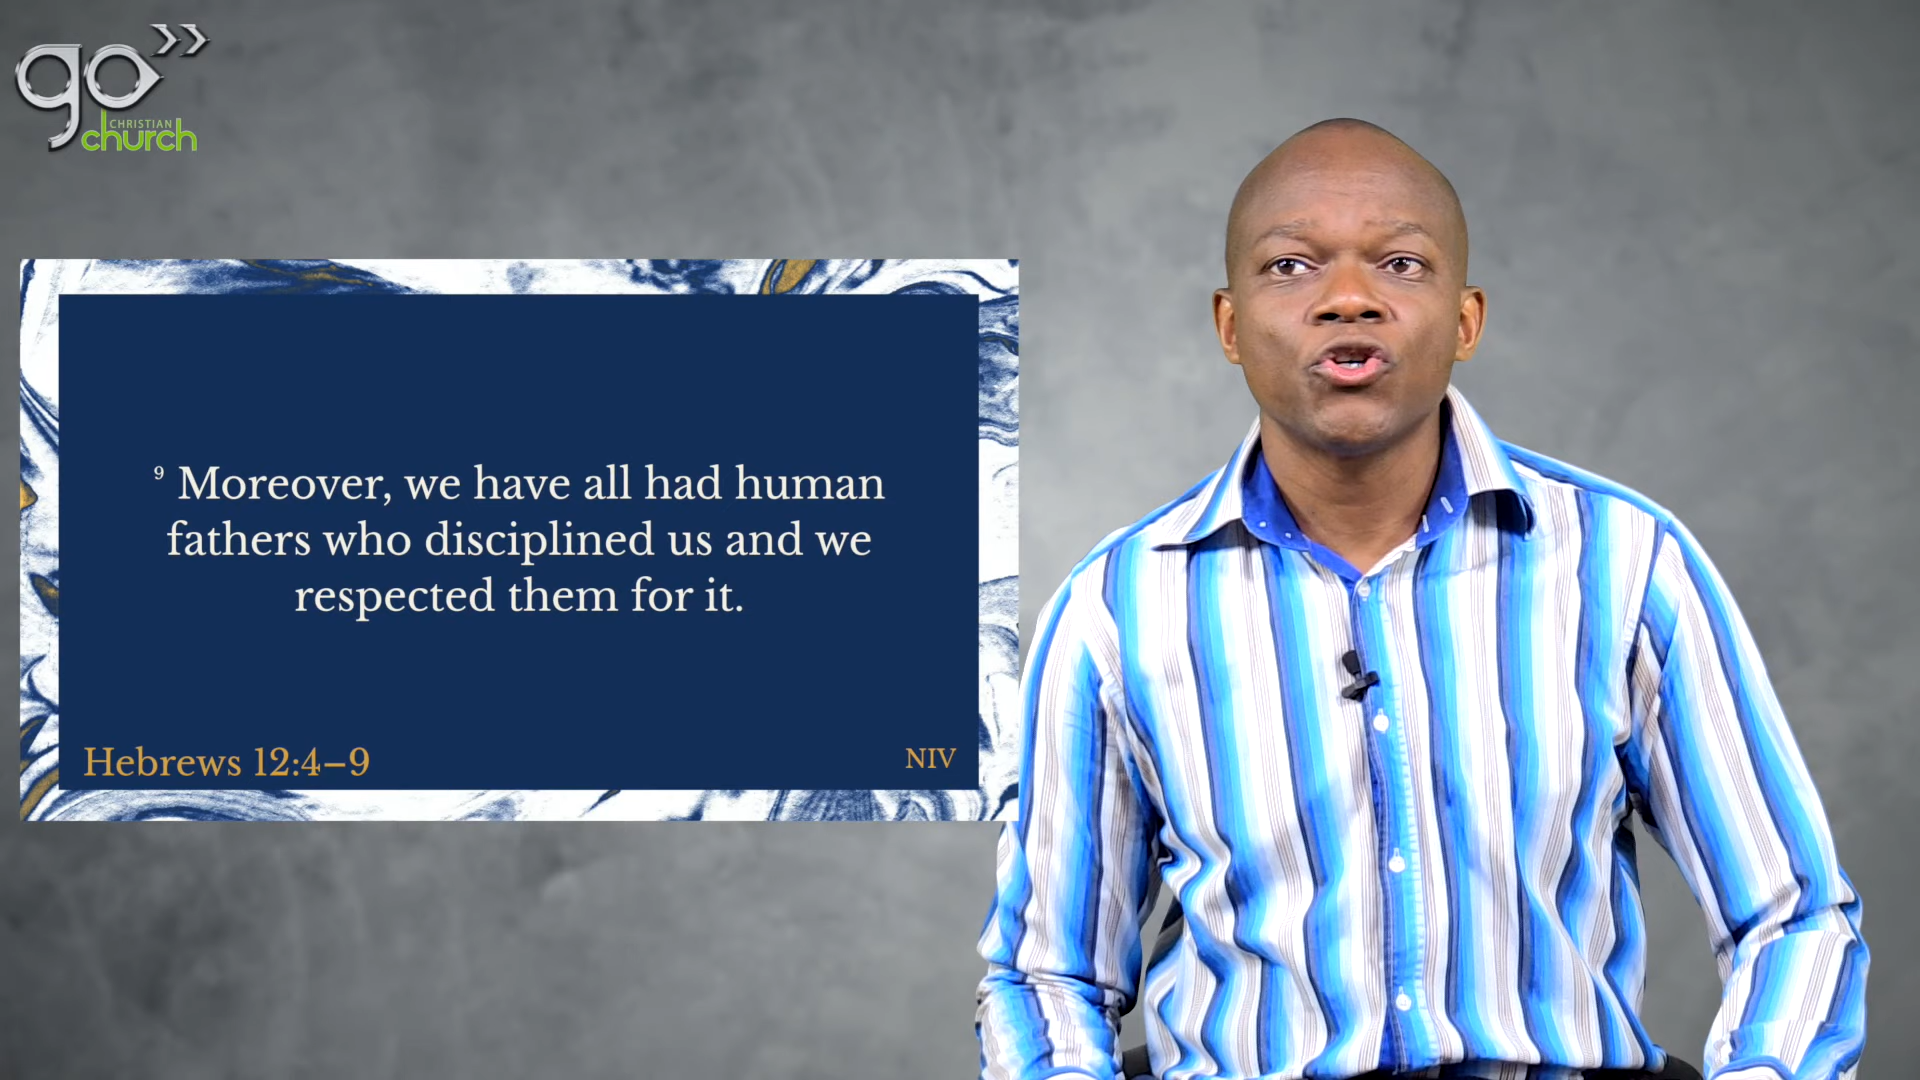 go
CHRISTIAN
church
⁹ Moreover, we have all had human
fathers who disciplined us and we
respected them for it.
Hebrews 12:4–9
NIV